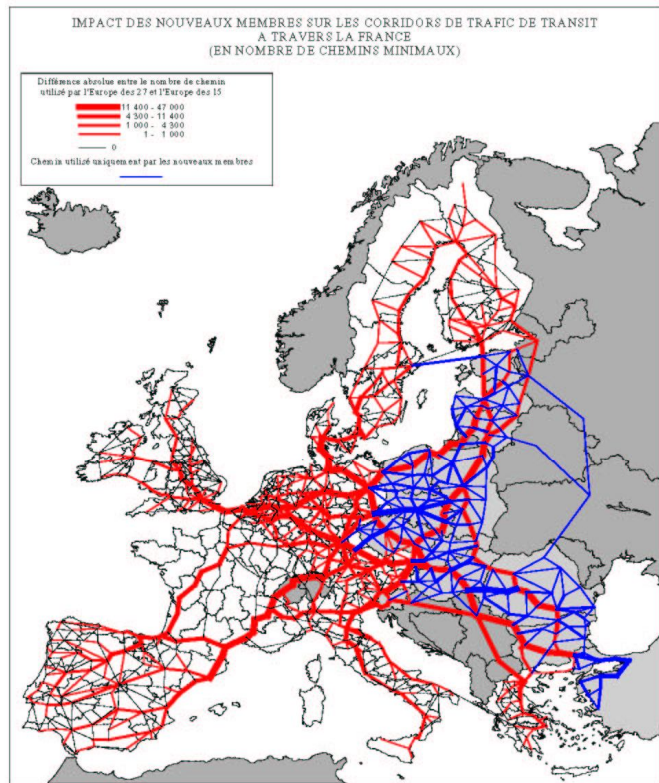 IMPACT DES NOUVEAUX MEMBRES SUR LES CORRIDORS DE TRAFIC DE TRANSIT
A TRAVERS LA FRANCE
(EN NOMBRE DE CHEMINS MINIMAUX)
Différence absolue entre le nombre de chemin
utilisé par l'Europe des 27 et l'Europe des 15
11 400 - 47 000
4 300 - 11 400
1 000 - 4 300
1 - 1 000
0
Chemin utilisé uniquement par les nouveaux membres